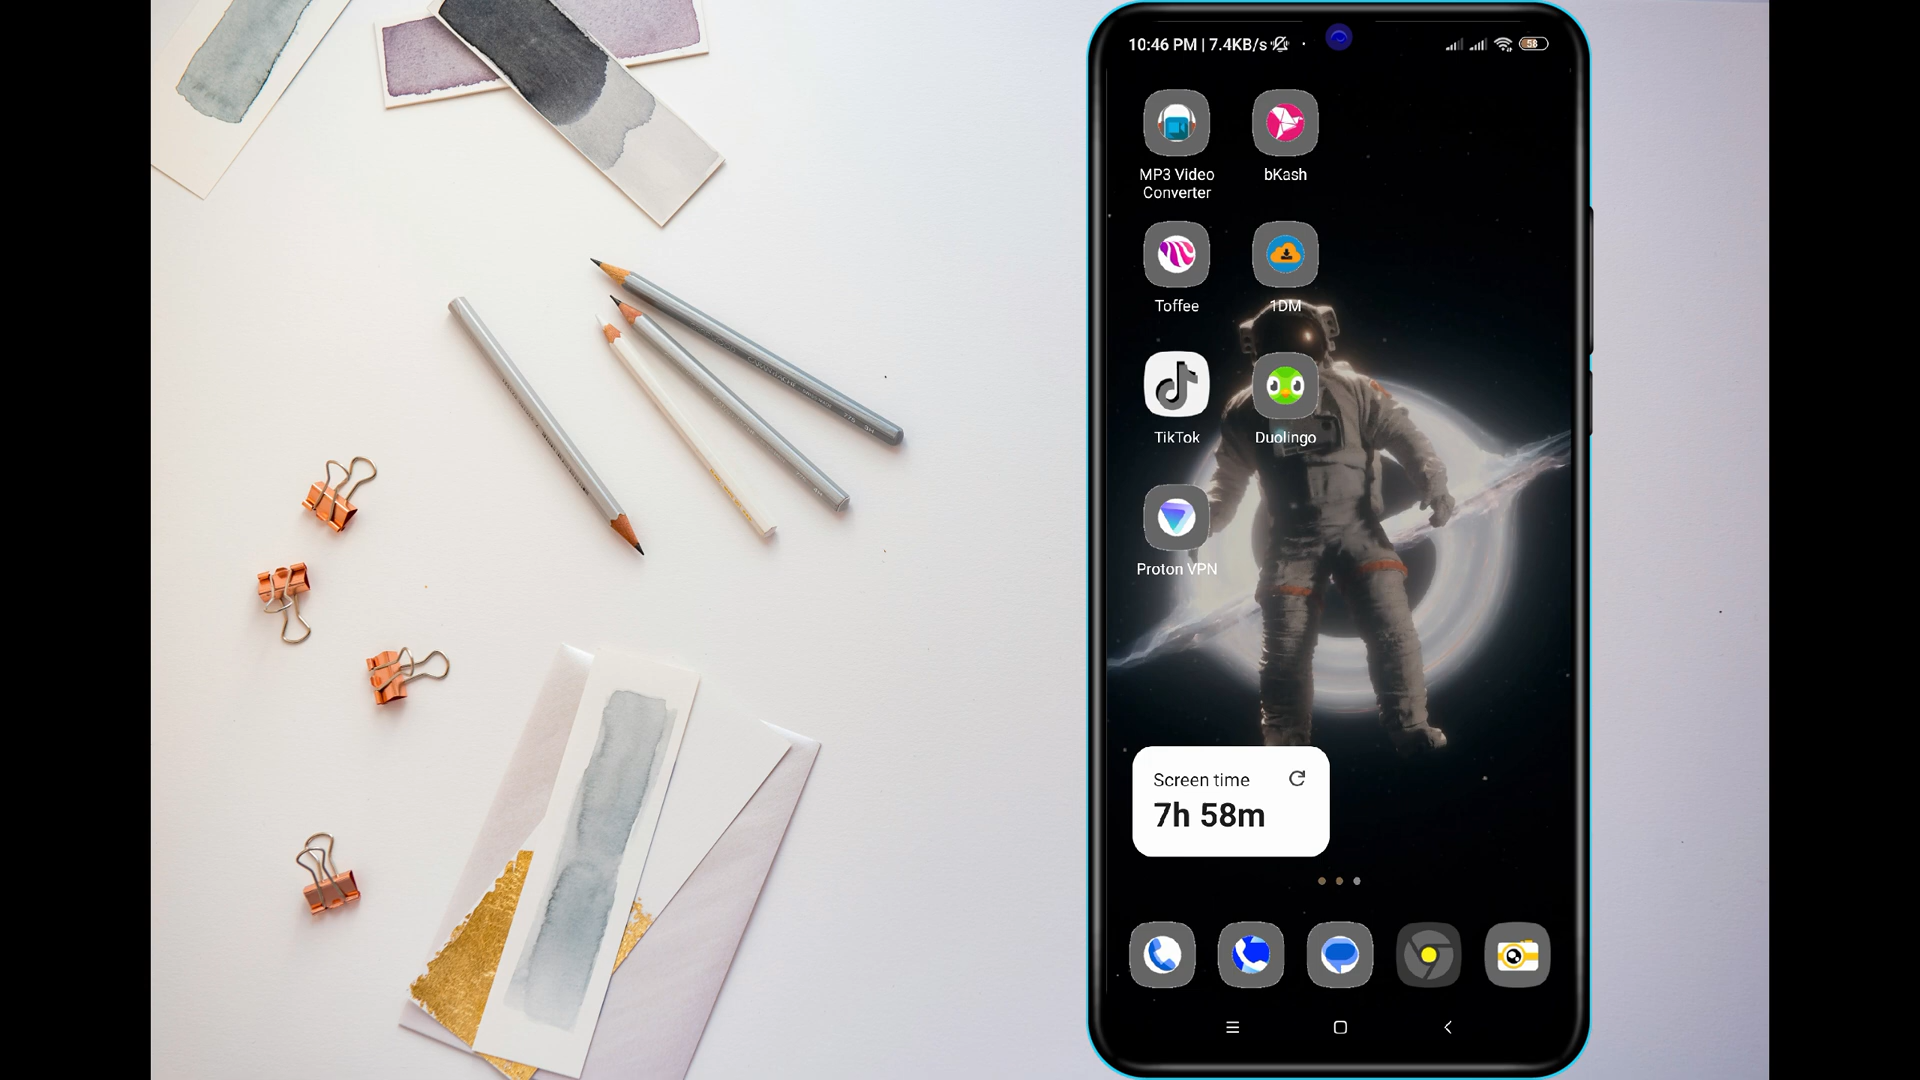 10:46 PM | 7.4KB/s
58
MP3 Video
Converter
bKash
Toffee
1DM
TikTok
Duolingo
Proton VPN
Screen time
7h 58m